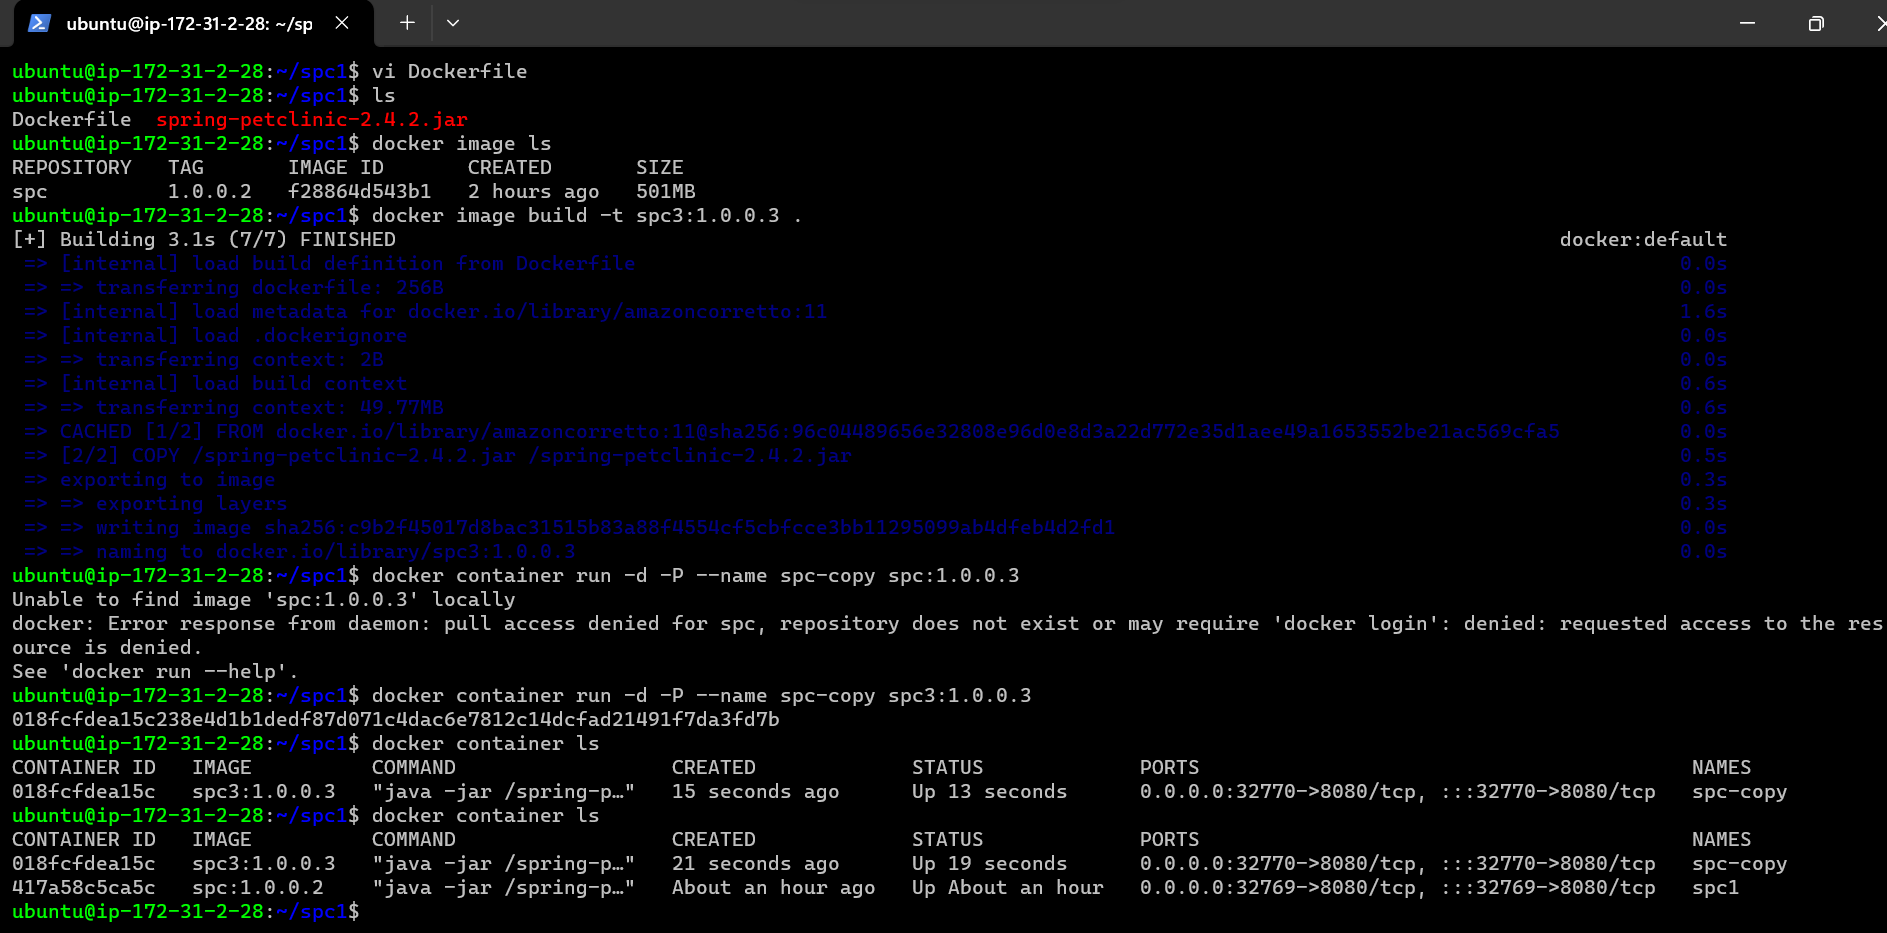 ubuntu@ip-172-31-2-28: ~/sp
ubuntu@ip-172-31-2-28:~/spc1$ vi Dockerfile
ubuntu@ip-172-31-2-28:~/spc1$ ls
Dockerfile  spring-petclinic-2.4.2.jar
ubuntu@ip-172-31-2-28:~/spc1$ docker image ls
REPOSITORY   TAG       IMAGE ID       CREATED       SIZE
spc          1.0.0.2   f28864d543b1   2 hours ago   501MB
ubuntu@ip-172-31-2-28:~/spc1$ docker image build -t spc3:1.0.0.3 .
[+] Building 3.1s (7/7) FINISHED docker:default
 => [internal] load build definition from Dockerfile 0.0s
 => => transferring dockerfile: 256B 0.0s
 => [internal] load metadata for docker.io/library/amazoncorretto:11 1.6s
 => [internal] load .dockerignore 0.0s
 => => transferring context: 2B 0.0s
 => [internal] load build context 0.6s
 => => transferring context: 49.77MB 0.6s
 => CACHED [1/2] FROM docker.io/library/amazoncorretto:11@sha256:96c04489656e32808e96d0e8d3a22d772e35d1aee49a1653552be21ac569cfa5 0.0s
 => [2/2] COPY /spring-petclinic-2.4.2.jar /spring-petclinic-2.4.2.jar 0.5s
 => exporting to image 0.3s
 => => exporting layers 0.3s
 => => writing image sha256:c9b2f45017d8bac31515b83a88f4554cf5cbfcce3bb11295099ab4dfeb4d2fd1 0.0s
 => => naming to docker.io/library/spc3:1.0.0.3 0.0s
ubuntu@ip-172-31-2-28:~/spc1$ docker container run -d -P --name spc-copy spc:1.0.0.3
Unable to find image 'spc:1.0.0.3' locally
docker: Error response from daemon: pull access denied for spc, repository does not exist or may require 'docker login': denied: requested access to the res
ource is denied.
See 'docker run --help'.
ubuntu@ip-172-31-2-28:~/spc1$ docker container run -d -P --name spc-copy spc3:1.0.0.3
018fcfdea15c238e4d1b1dedf87d071c4dac6e7812c14dcfad21491f7da3fd7b
ubuntu@ip-172-31-2-28:~/spc1$ docker container ls
CONTAINER ID   IMAGE          COMMAND                  CREATED             STATUS             PORTS                                         NAMES
018fcfdea15c   spc3:1.0.0.3   "java -jar /spring-p…"   15 seconds ago      Up 13 seconds      0.0.0.0:32770->8080/tcp, :::32770->8080/tcp   spc-copy
ubuntu@ip-172-31-2-28:~/spc1$ docker container ls
CONTAINER ID   IMAGE          COMMAND                  CREATED             STATUS             PORTS                                         NAMES
018fcfdea15c   spc3:1.0.0.3   "java -jar /spring-p…"   21 seconds ago      Up 19 seconds      0.0.0.0:32770->8080/tcp, :::32770->8080/tcp   spc-copy
417a58c5ca5c   spc:1.0.0.2    "java -jar /spring-p…"   About an hour ago   Up About an hour   0.0.0.0:32769->8080/tcp, :::32769->8080/tcp   spc1
ubuntu@ip-172-31-2-28:~/spc1$